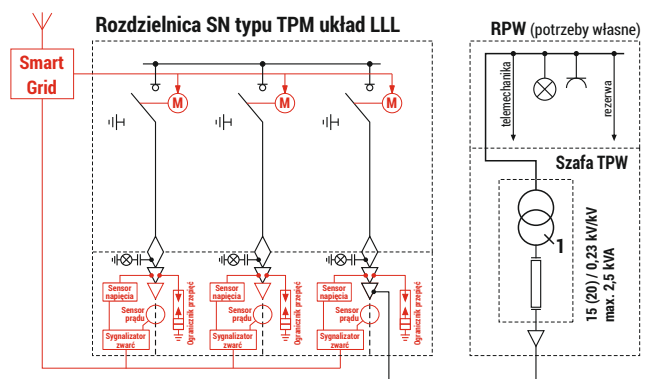 Rozdzielnica SN typu TPM układ LLL
RPW (potrzeby własne)
Smart
Grid
M
M
M
telemechanika
rezerwa
Szafa TPW
1
15 (20) / 0,23 kV/kV
max. 2,5 kVA
Sensor
napięcia
Sensor
prądu
Sygnalizator
zwarć
Ogranicznik przepięć
Sensor
napięcia
Sensor
prądu
Sygnalizator
zwarć
Ogranicznik przepięć
Sensor
napięcia
Sensor
prądu
Sygnalizator
zwarć
Ogranicznik przepięć